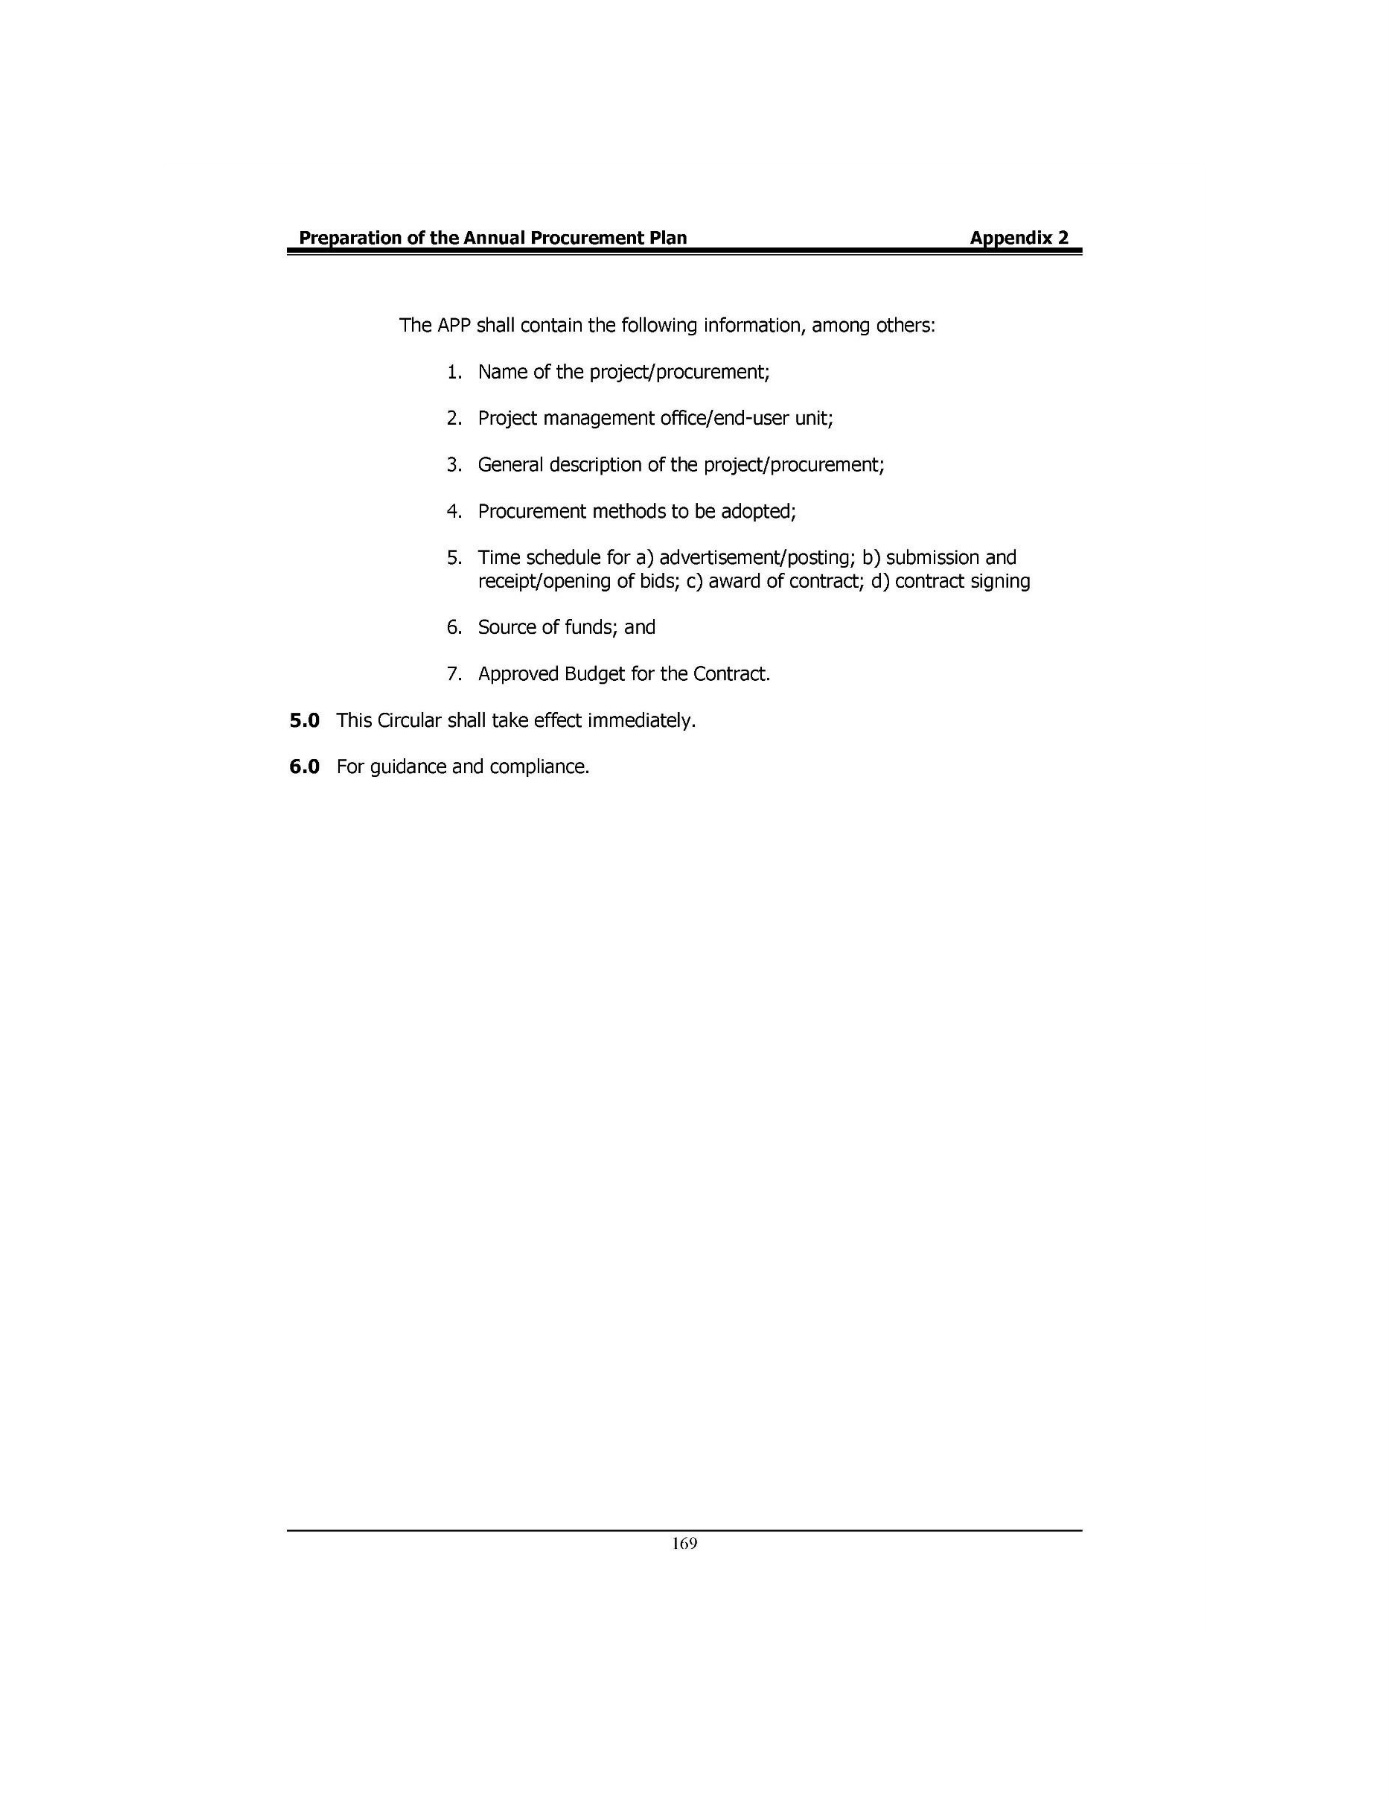 Preparation of the Annual Procurement Plan Appendix 2
The APP shall contain the following information, among others:
1. Name of the project/procurement;
2. Project management office/end-user unit;
3. General description of the project/procurement;
4. Procurement methods to be adopted;
5. Time schedule for a) advertisement/posting; b) submission and
receipt/opening of bids; c) award of contract; d) contract signing
6. Source of funds; and
7. Approved Budget for the Contract.
5.0 This Circular shall take effect immediately.
6.0 For guidance and compliance.
169